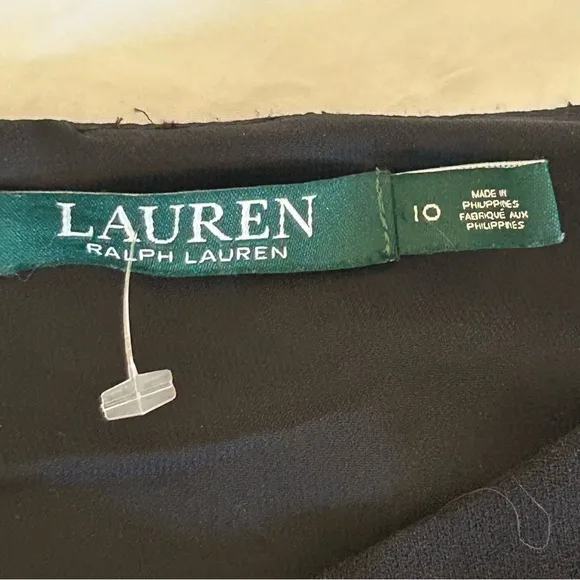 LAUREN
RALPH LAUREN
10
MADE IN
PHILIPPINES
FABRIQUÉ AUX
PHILIPPINES